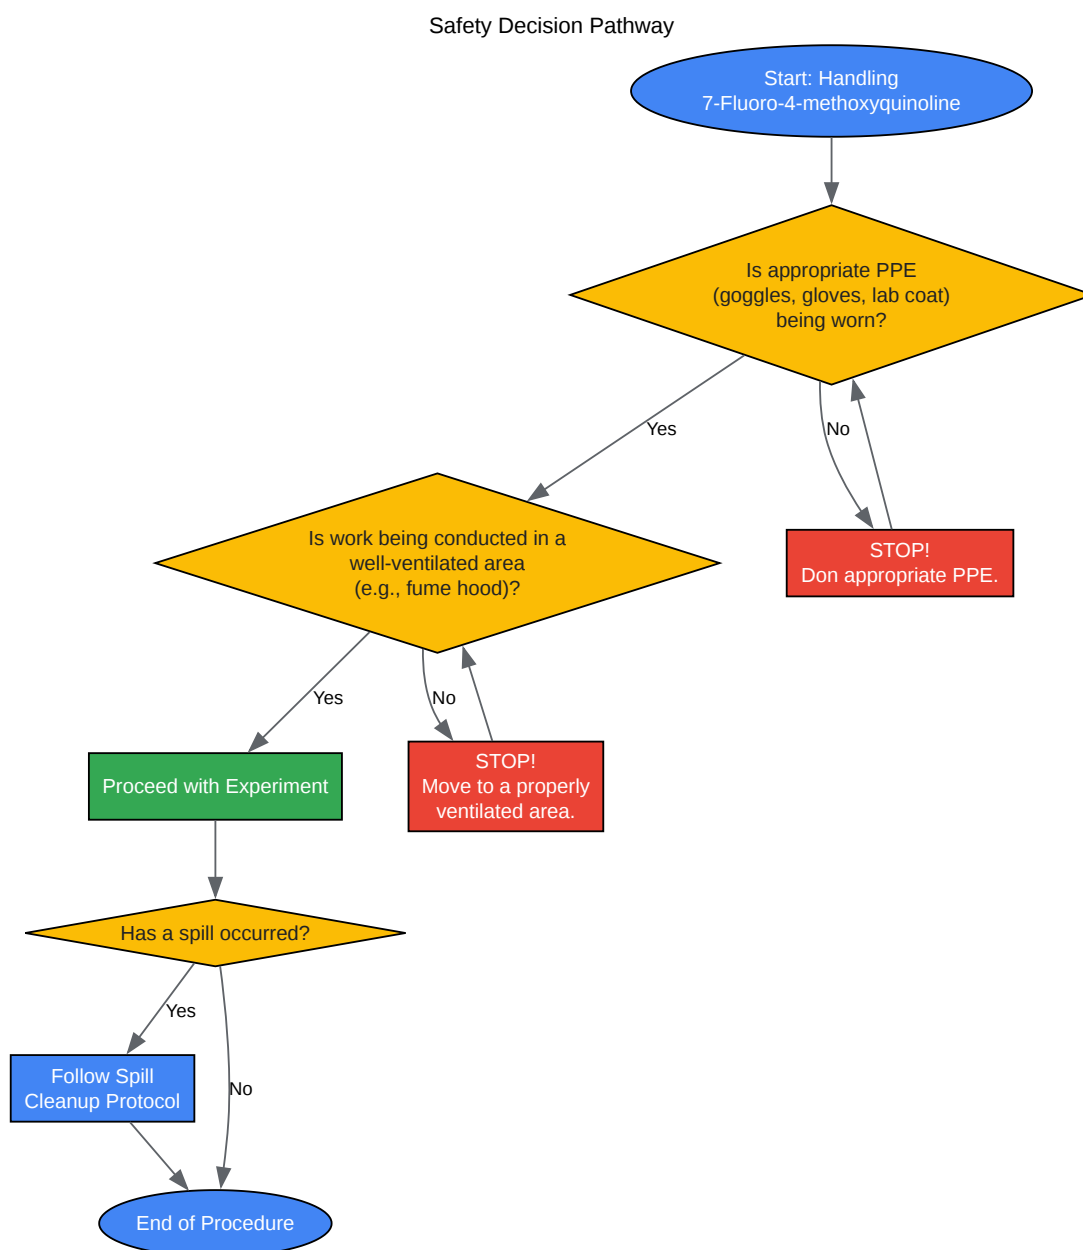 Safety Decision Pathway
Start: Handling
7-Fluoro-4-methoxyquinoline
Is appropriate PPE
(goggles, gloves, lab coat)
being worn?
Yes
No
STOP!
Don appropriate PPE.
Is work being conducted in a
well-ventilated area
(e.g., fume hood)?
Yes
No
STOP!
Move to a properly
ventilated area.
Proceed with Experiment
Has a spill occurred?
Yes
No
Follow Spill
Cleanup Protocol
End of Procedure